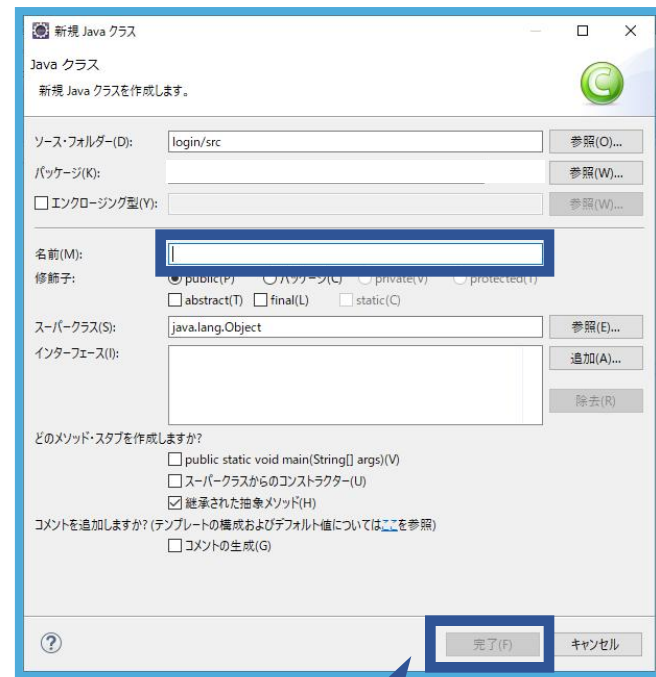 新規 Java クラス
Java クラス
新規 Java クラスを作成します。
ソース・フォルダー(D): login/src 参照(O)...
パッケージ(K): 参照(W)...
エンクロージング型(Y): 参照(W)...
名前(M):
修飾子: public(P) パッケージ(C) private(V) protected(T)
abstract(T) final(L) static(C)
スーパークラス(S): java.lang.Object 参照(E)...
インターフェース(I): 追加(A)...
除去(R)
どのメソッド・スタブを作成しますか?
public static void main(String[] args)(V)
スーパークラスからのコンストラクター(U)
継承された抽象メソッド(H)
コメントを追加しますか? (テンプレートの構成およびデフォルト値についてはここを参照)
コメントの生成(G)
? 完了(F) キャンセル